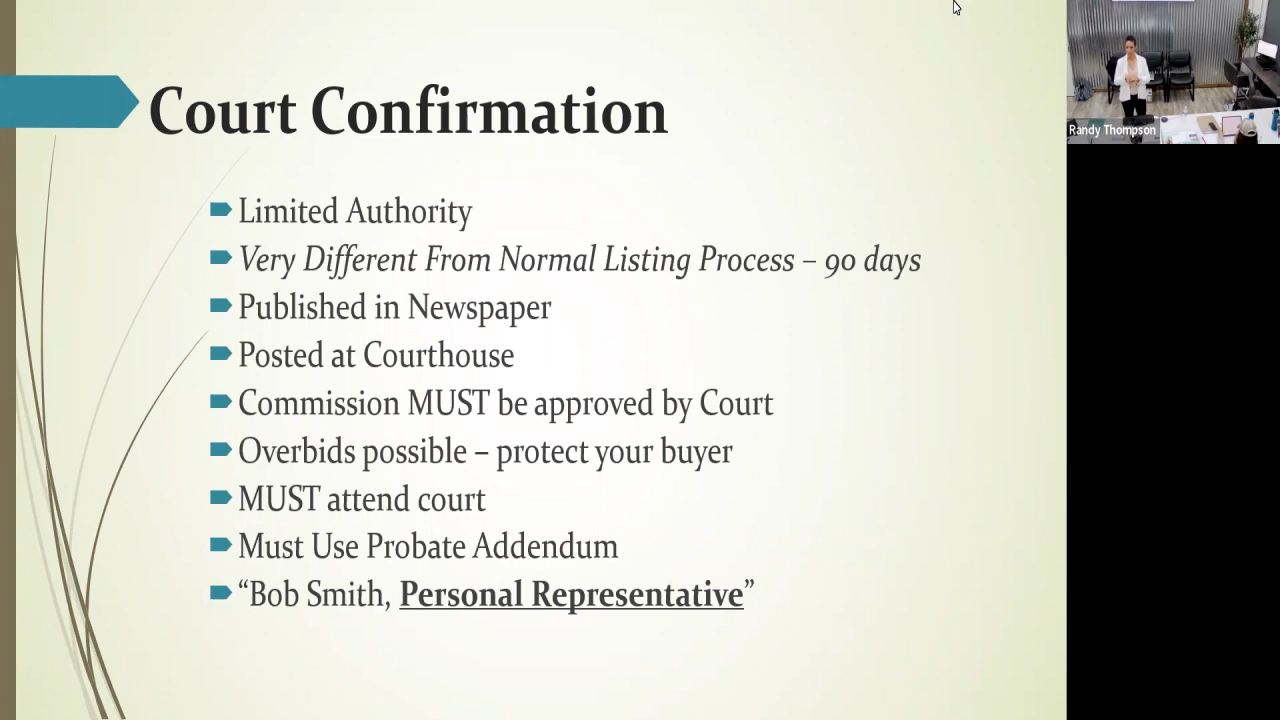 Court Confirmation
Limited Authority
Very Different From Normal Listing Process – 90 days
Published in Newspaper
Posted at Courthouse
Commission MUST be approved by Court
Overbids possible – protect your buyer
MUST attend court
Must Use Probate Addendum
“Bob Smith, Personal Representative”
Randy Thompson